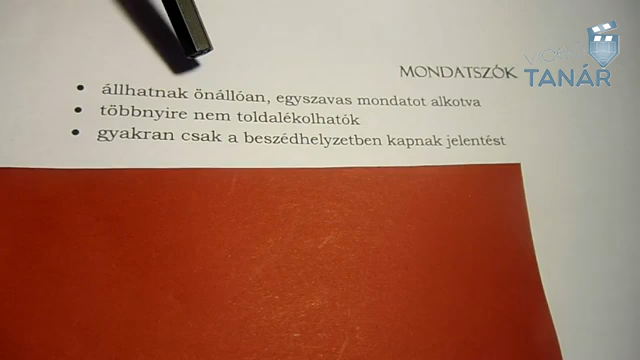 MONDATSZÓK
• állhatnak önállóan, egyszavas mondatot alkotva
• többnyire nem toldalékolhatók
• gyakran csak a beszédhelyzetben kapnak jelentést
TANÁR